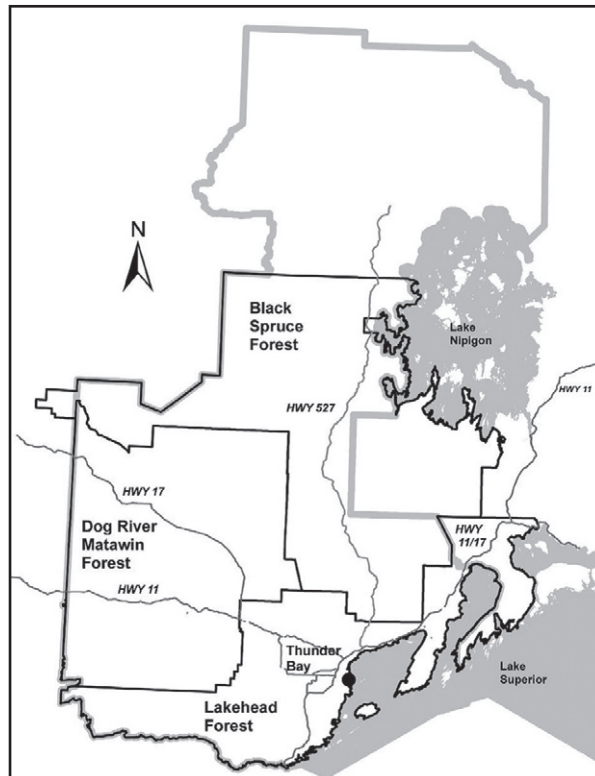 N
Black
Spruce
Forest
Lake
Nipigon
HWY 11
HWY 527
HWY 17
HWY
11/17
Dog River
Matawin
Forest
HWY 11
Thunder
Bay
Lake
Superior
Lakehead
Forest